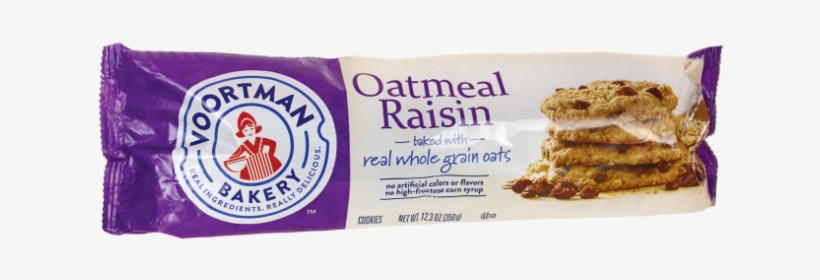 VOORTMAN
BAKERY
REAL INGREDIENTS. REALLY DELICIOUS.
TM
Oatmeal
Raisin
baked with
real whole grain oats
no artificial colors or flavors
no high-fructose corn syrup
COOKIES NET WT. 12.3 OZ (350g) U D